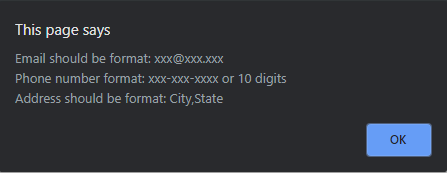 This page says
Email should be format: xxx@xxx.xxx
Phone number format: xxx-xxx-xxxx or 10 digits
Address should be format: City,State
OK